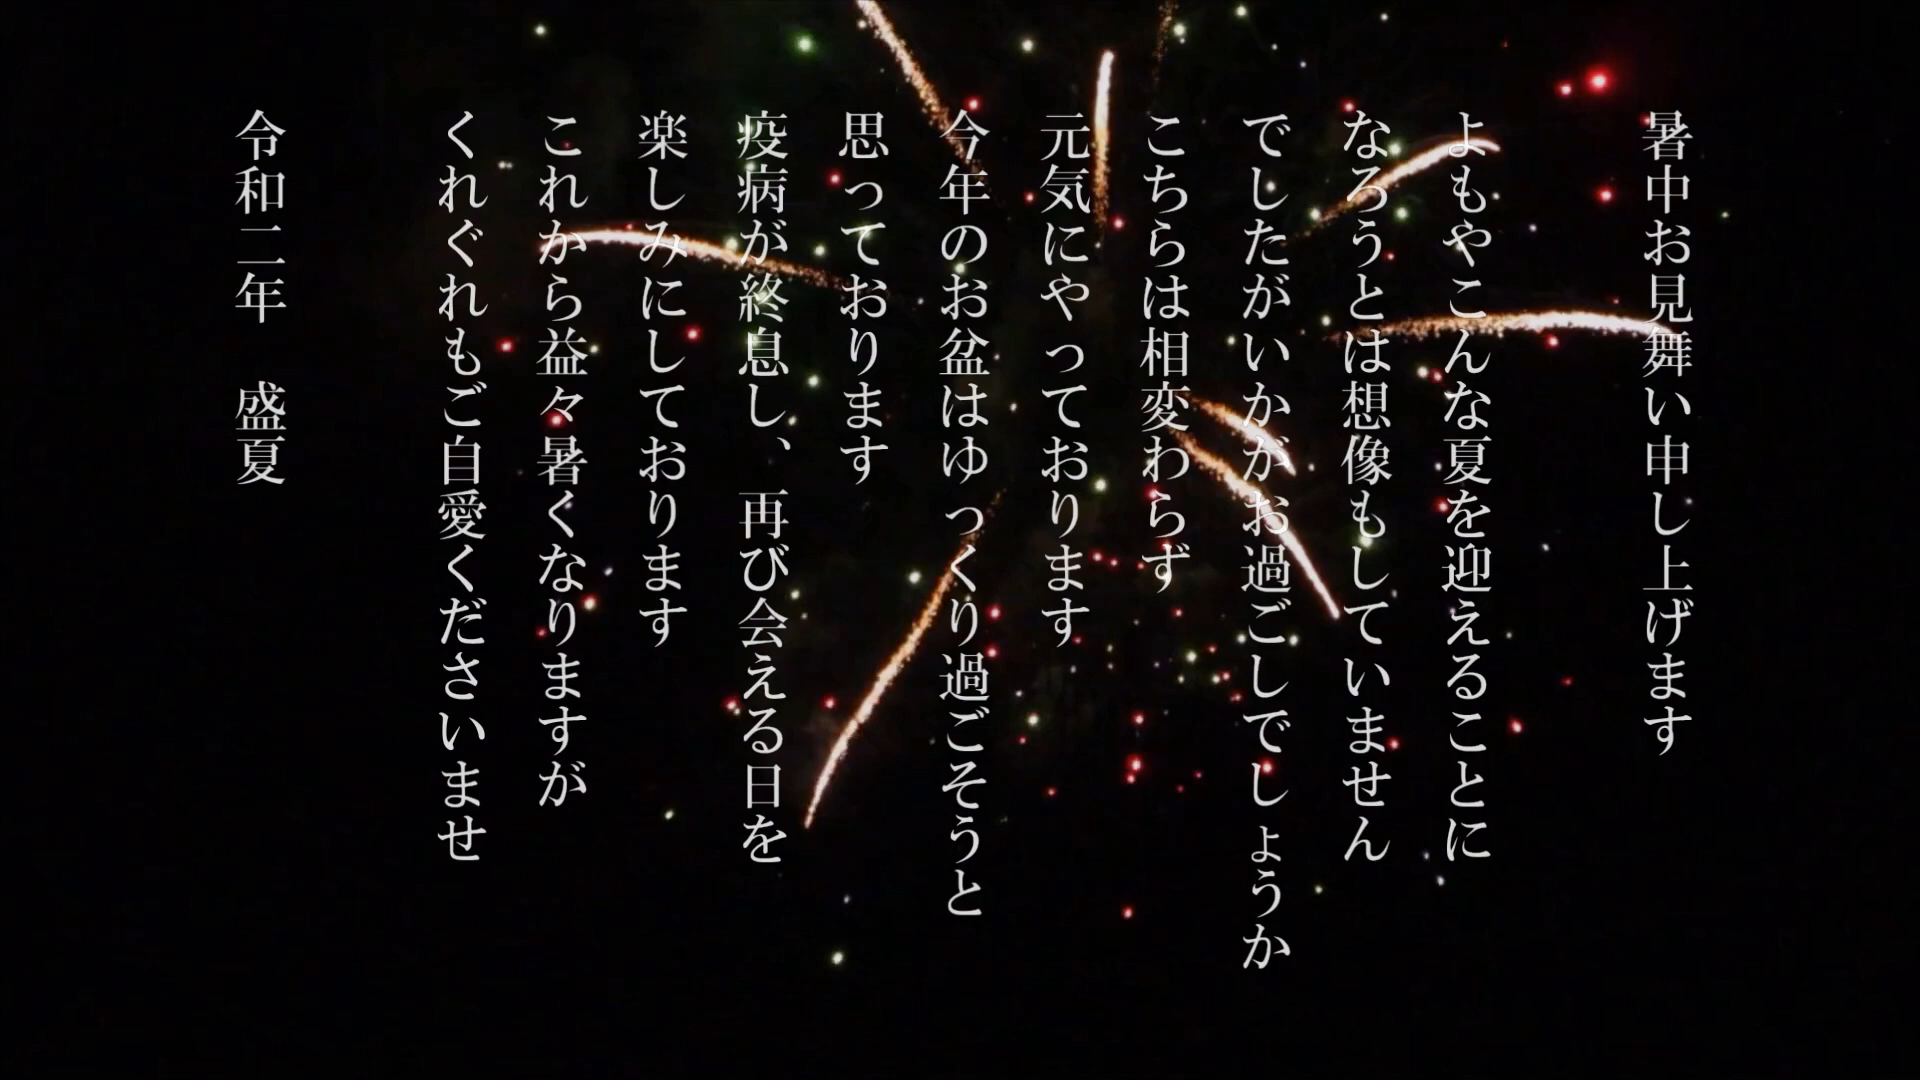 暑中お見舞い申し上げます
よもやこんな夏を迎えることに
なろうとは想像もしていません
でしたがいかがお過ごしでしょうか
こちらは相変わらず
元気にやっております
今年のお盆はゆっくり過ごそうと
思っております
疫病が終息し、再び会える日を
楽しみにしております
これから益々暑くなりますが
くれぐれもご自愛くださいませ
令和二年　盛夏